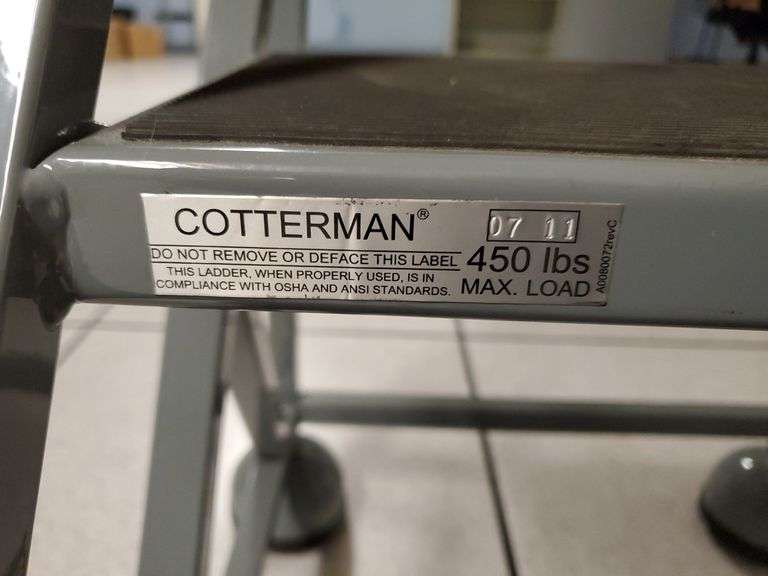 COTTERMAN® 07 11
DO NOT REMOVE OR DEFACE THIS LABEL
THIS LADDER, WHEN PROPERLY USED, IS IN
COMPLIANCE WITH OSHA AND ANSI STANDARDS.
450 lbs
MAX. LOAD
A0080072revC